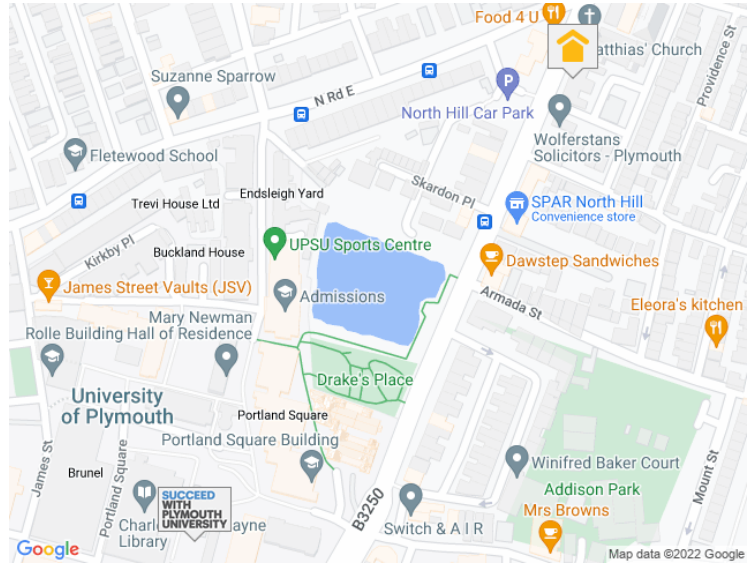 Food 4 U
atthias' Church
Suzanne Sparrow
N Rd E
North Hill Car Park
P
Providence St
Wolferstans
Solicitors - Plymouth
Fletewood School
Skardon Pl
Endsleigh Yard
Trevi House Ltd
SPAR North Hill
Convenience store
Kirkby Pl
Buckland House
UPSU Sports Centre
Dawstep Sandwiches
James Street Vaults (JSV)
Admissions
Armada St
Eleora's kitchen
Mary Newman
Rolle Building Hall of Residence
Drake's Place
University
of Plymouth
Portland Square
Portland Square Building
Winifred Baker Court
James St
Portland Square
Brunel
Mount St
Addison Park
SUCCEED
WITH
PLYMOUTH
UNIVERSITY
Charle
ayne
Library
B3250
Switch & A I R
Mrs Browns
Google
Map data ©2022 Google